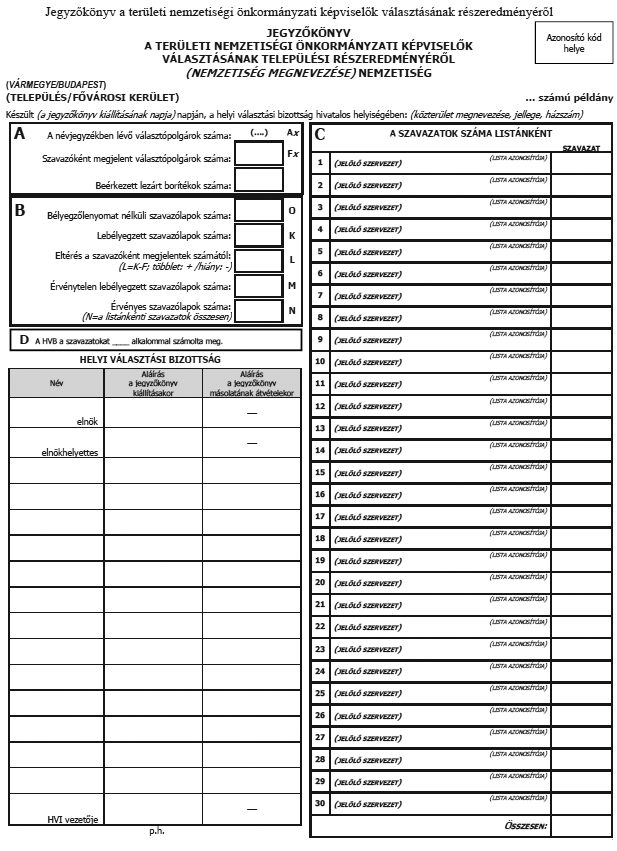 Jegyzőkönyv a területi nemzetiségi önkormányzati képviselők választásának részeredményéről
JEGYZŐKÖNYV
A TERÜLETI NEMZETISÉGI ÖNKORMÁNYZATI KÉPVISELŐK
VÁLASZTÁSÁNAK TELEPÜLÉSI RÉSZEREDMÉNYÉRŐL
(NEMZETISÉG MEGNEVEZÉSE) NEMZETISÉG
Azonosító kód
helye
(VÁRMEGYE/BUDAPEST)
(TELEPÜLÉS/FŐVÁROSI KERÜLET)
... számú példány
Készült (a jegyzőkönyv kiállításának napja) napján, a helyi választási bizottság hivatalos helyiségében: (közterület megnevezése, jellege, házszám)
A
A névjegyzékben lévő választópolgárok száma: (....) Ax
Szavazóként megjelent választópolgárok száma: Fx
Beérkezett lezárt borítékok száma:
B
Bélyegzőlenyomat nélküli szavazólapok száma: O
Lebélyegzett szavazólapok száma: K
Eltérés a szavazóként megjelentek számától: L
(L=K-F; többlet: + /hiány: -)
Érvénytelen lebélyegzett szavazólapok száma: M
Érvényes szavazólapok száma: N
(N=a listánkénti szavazatok összesen)
D A HVB a szavazatokat ____ alkalommal számolta meg.
HELYI VÁLASZTÁSI BIZOTTSÁG
Név
Aláírás
a jegyzőkönyv
kiállításakor
Aláírás
a jegyzőkönyv
másolatának átvételekor
elnök —
elnökhelyettes —
HVI vezetője —
p.h.
C A SZAVAZATOK SZÁMA LISTÁNKÉNT
SZAVAZAT
1 (JELÖLŐ SZERVEZET) (LISTA AZONOSÍTÓJA)
2 (JELÖLŐ SZERVEZET) (LISTA AZONOSÍTÓJA)
3 (JELÖLŐ SZERVEZET) (LISTA AZONOSÍTÓJA)
4 (JELÖLŐ SZERVEZET) (LISTA AZONOSÍTÓJA)
5 (JELÖLŐ SZERVEZET) (LISTA AZONOSÍTÓJA)
6 (JELÖLŐ SZERVEZET) (LISTA AZONOSÍTÓJA)
7 (JELÖLŐ SZERVEZET) (LISTA AZONOSÍTÓJA)
8 (JELÖLŐ SZERVEZET) (LISTA AZONOSÍTÓJA)
9 (JELÖLŐ SZERVEZET) (LISTA AZONOSÍTÓJA)
10 (JELÖLŐ SZERVEZET) (LISTA AZONOSÍTÓJA)
11 (JELÖLŐ SZERVEZET) (LISTA AZONOSÍTÓJA)
12 (JELÖLŐ SZERVEZET) (LISTA AZONOSÍTÓJA)
13 (JELÖLŐ SZERVEZET) (LISTA AZONOSÍTÓJA)
14 (JELÖLŐ SZERVEZET) (LISTA AZONOSÍTÓJA)
15 (JELÖLŐ SZERVEZET) (LISTA AZONOSÍTÓJA)
16 (JELÖLŐ SZERVEZET) (LISTA AZONOSÍTÓJA)
17 (JELÖLŐ SZERVEZET) (LISTA AZONOSÍTÓJA)
18 (JELÖLŐ SZERVEZET) (LISTA AZONOSÍTÓJA)
19 (JELÖLŐ SZERVEZET) (LISTA AZONOSÍTÓJA)
20 (JELÖLŐ SZERVEZET) (LISTA AZONOSÍTÓJA)
21 (JELÖLŐ SZERVEZET) (LISTA AZONOSÍTÓJA)
22 (JELÖLŐ SZERVEZET) (LISTA AZONOSÍTÓJA)
23 (JELÖLŐ SZERVEZET) (LISTA AZONOSÍTÓJA)
24 (JELÖLŐ SZERVEZET) (LISTA AZONOSÍTÓJA)
25 (JELÖLŐ SZERVEZET) (LISTA AZONOSÍTÓJA)
26 (JELÖLŐ SZERVEZET) (LISTA AZONOSÍTÓJA)
27 (JELÖLŐ SZERVEZET) (LISTA AZONOSÍTÓJA)
28 (JELÖLŐ SZERVEZET) (LISTA AZONOSÍTÓJA)
29 (JELÖLŐ SZERVEZET) (LISTA AZONOSÍTÓJA)
30 (JELÖLŐ SZERVEZET) (LISTA AZONOSÍTÓJA)
ÖSSZESEN: